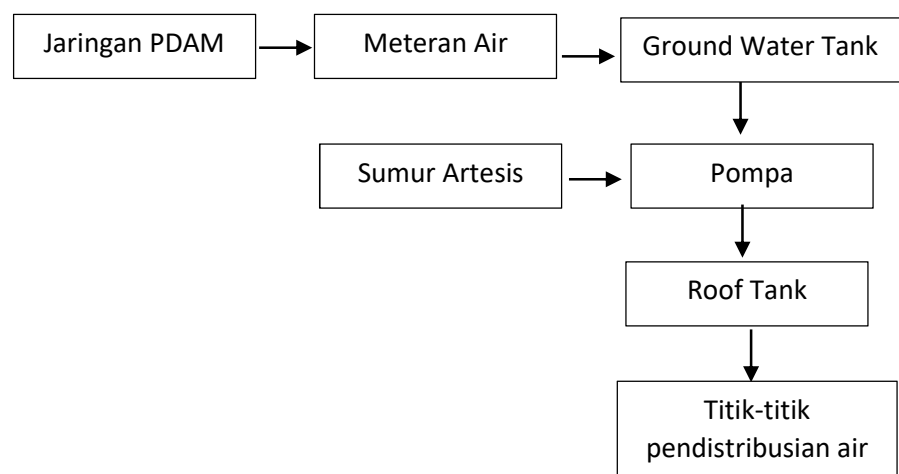 Jaringan PDAM
Meteran Air
Ground Water Tank
Sumur Artesis
Pompa
Roof Tank
Titik-titik
pendistribusian air